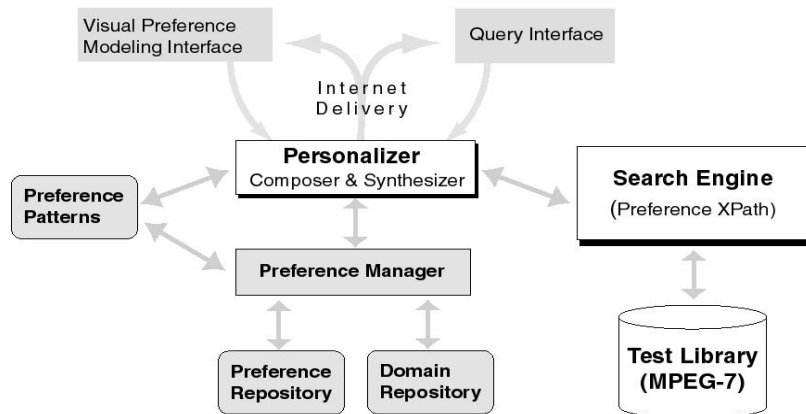 Visual Preference
Modeling Interface
Query Interface
Internet
Delivery
Personalizer
Composer & Synthesizer
Preference
Patterns
Search Engine
(Preference XPath)
Preference Manager
Preference
Repository
Domain
Repository
Test Library
(MPEG-7)